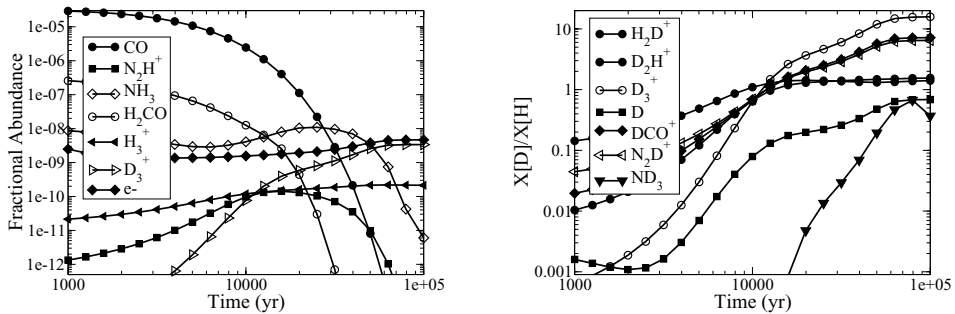 Fractional Abundance
1e-05
1e-06
1e-07
1e-08
1e-09
1e-10
1e-11
1e-12
CO
N₂H⁺
NH₃
H₂CO
H₃⁺
D₃⁺
e-
1000
10000
1e+05
Time (yr)
X[D]/X[H]
10
1
0.1
0.01
0.001
H₂D⁺
D₂H⁺
D₃⁺
D
DCO⁺
N₂D⁺
ND₃
1000
10000
1e+05
Time (yr)